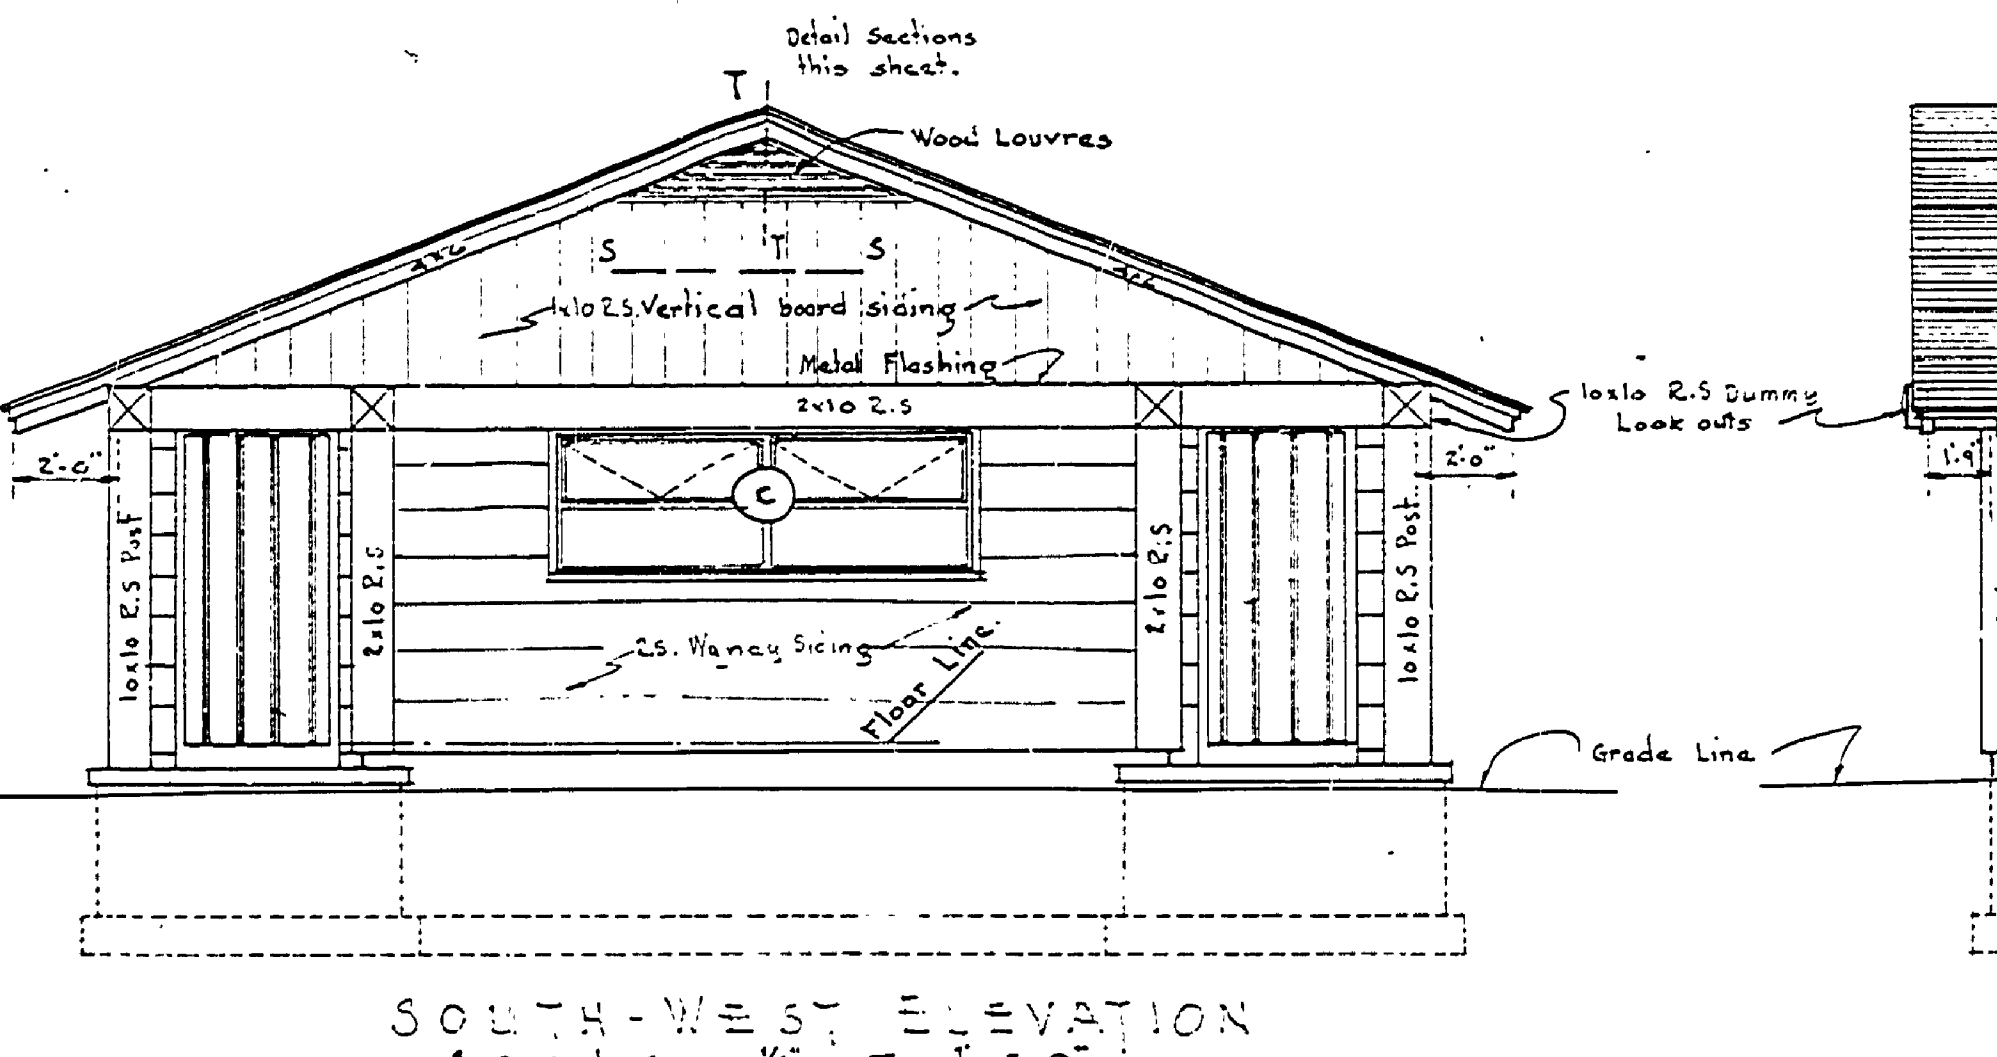 Detail Sections
this sheet.
T
Wood Louvres
S T S
4x6
1x10 R.S. Vertical board siding
Metal Flashing
2x10 R.S
10x10 R.S Dummy
Look outs
2'-0"
2'-0"
1'-9"
C
10x10 R.S Post
2x10 R.S
2x10 R.S
10x10 R.S Post
R.S. Waney Siding
Floor Line.
Grade Line
SOUTH-WEST ELEVATION